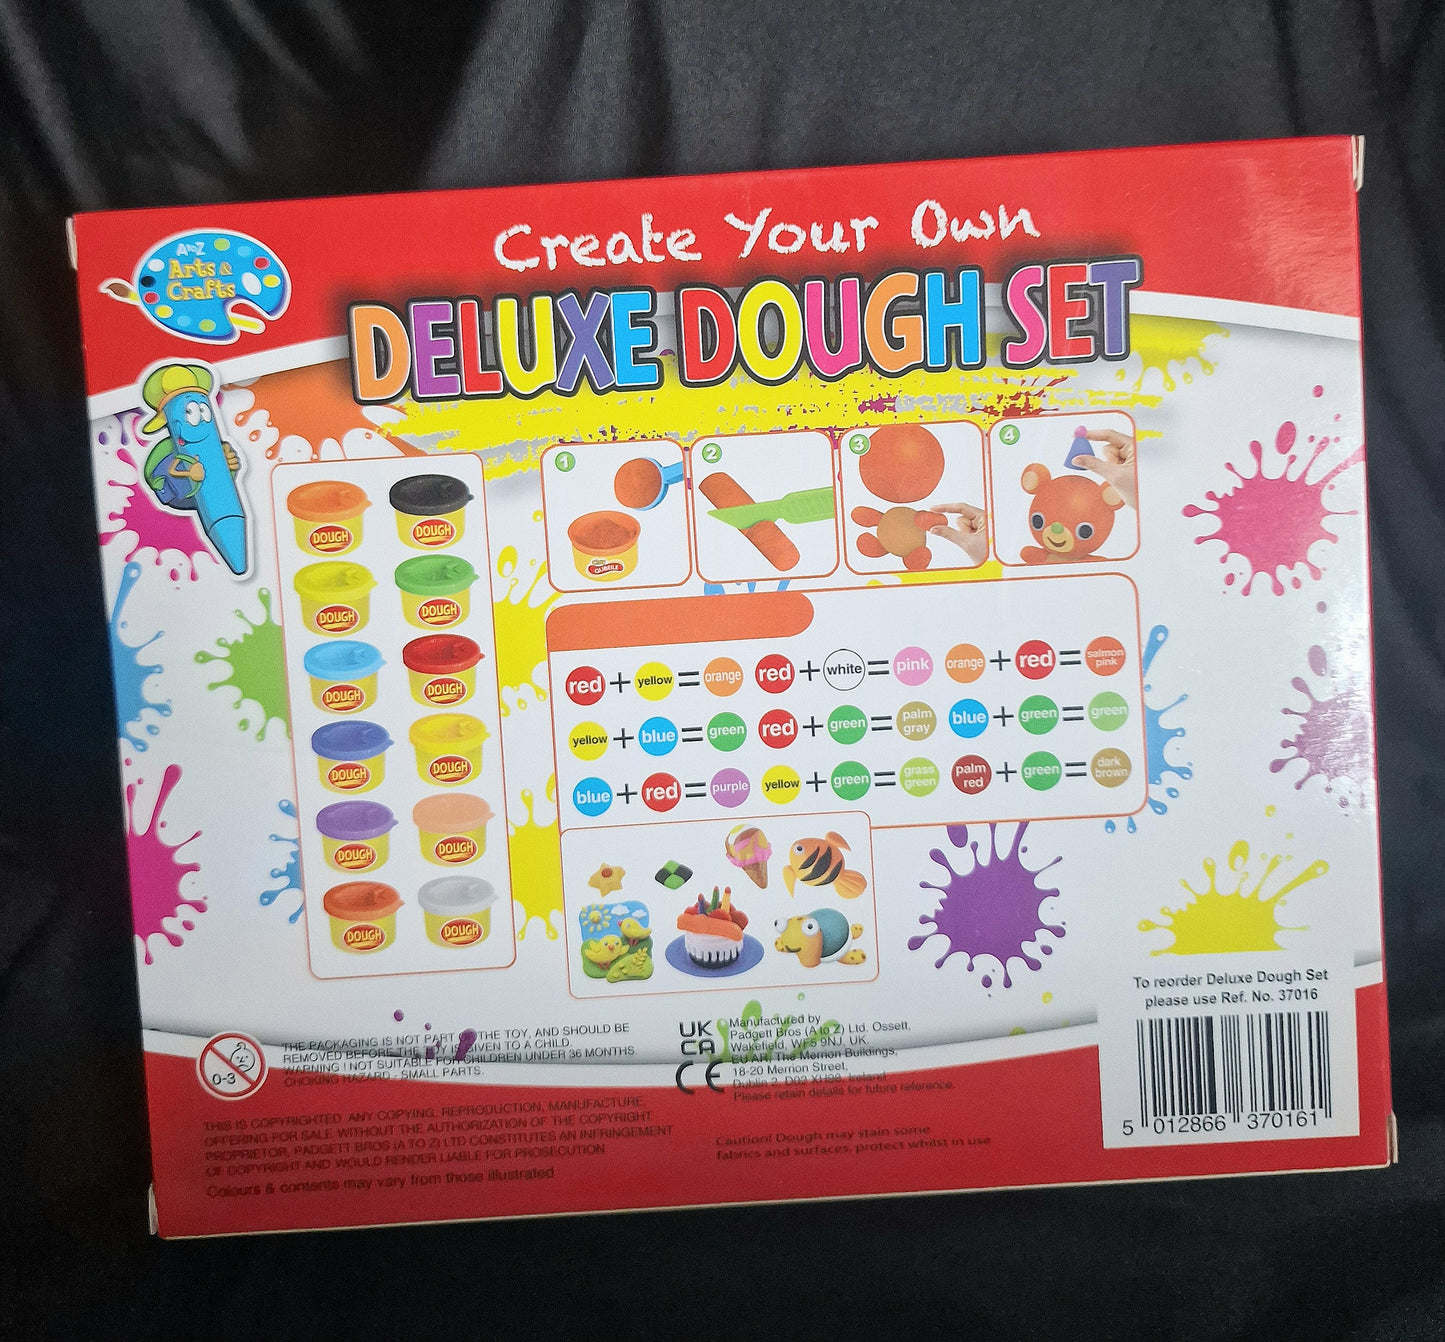 A to Z
Arts &
Crafts
Create Your Own
DELUXE DOUGH SET
DOUGH
DOUGH
DOUGH
DOUGH
DOUGH
DOUGH
DOUGH
DOUGH
DOUGH
DOUGH
DOUGH
DOUGH
1
2
3
4
red + yellow = orange
red + white = pink
orange + red = salmon pink
yellow + blue = green
red + green = palm gray
blue + green = green
blue + red = purple
yellow + green = grass green
palm red + green = dark brown
To reorder Deluxe Dough Set
please use Ref. No. 37016
5 012866 370161
0-3
THE PACKAGING IS NOT PART OF THE TOY, AND SHOULD BE
REMOVED BEFORE THE TOY IS GIVEN TO A CHILD.
WARNING ! NOT SUITABLE FOR CHILDREN UNDER 36 MONTHS
CHOKING HAZARD - SMALL PARTS.
UK
CA
CE
Manufactured by
Padgett Bros (A to Z) Ltd. Ossett,
Wakefield, WF5 9NJ, UK.
EU AR, The Merrion Buildings,
18-20 Merrion Street,
Dublin 2, D02 XH98, Ireland
Please retain details for future reference.
THIS IS COPYRIGHTED. ANY COPYING, REPRODUCTION, MANUFACTURE,
OFFERING FOR SALE WITHOUT THE AUTHORIZATION OF THE COPYRIGHT
PROPRIETOR, PADGETT BROS (A TO Z) LTD CONSTITUTES AN INFRINGEMENT
OF COPYRIGHT AND WOULD RENDER LIABLE FOR PROSECUTION
Colours & contents may vary from those illustrated
Caution! Dough may stain some
fabrics and surfaces, protect whilst in use